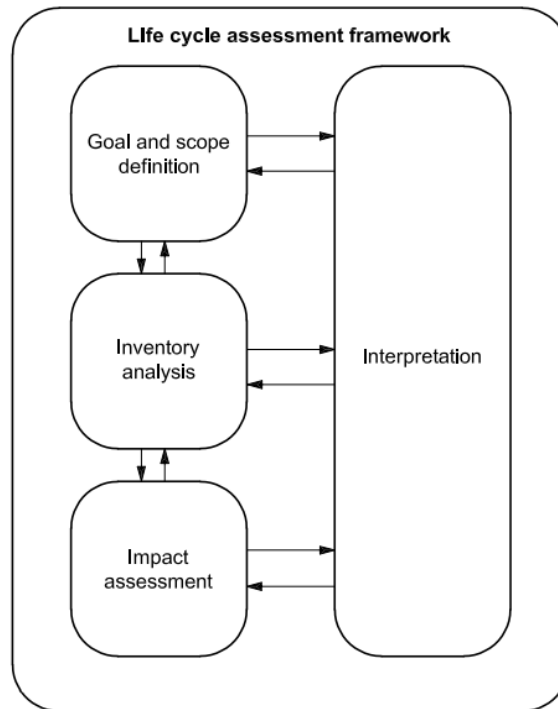 LIfe cycle assessment framework
Goal and scope
definition
Inventory
analysis
Interpretation
Impact
assessment